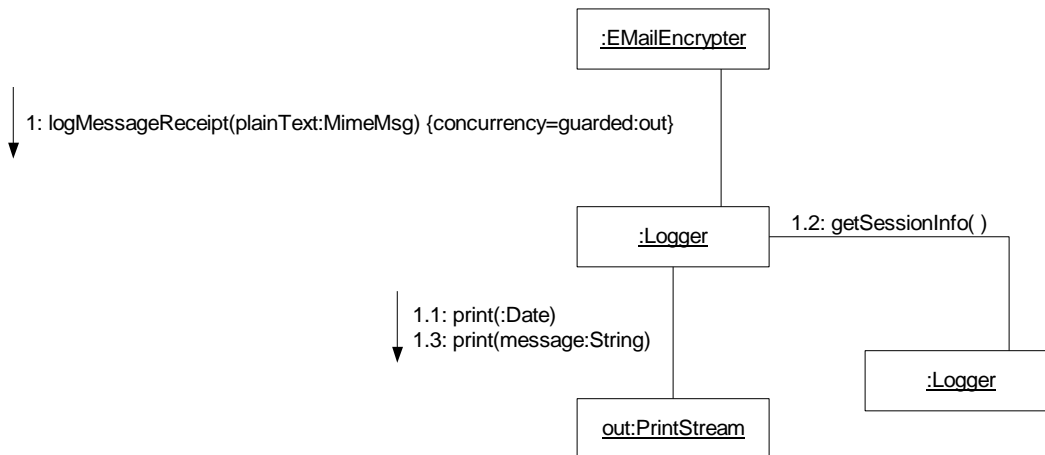 :EMailEncrypter
1: logMessageReceipt(plainText:MimeMsg) {concurrency=guarded:out}
:Logger
1.2: getSessionInfo( )
1.1: print(:Date)
1.3: print(message:String)
:Logger
out:PrintStream